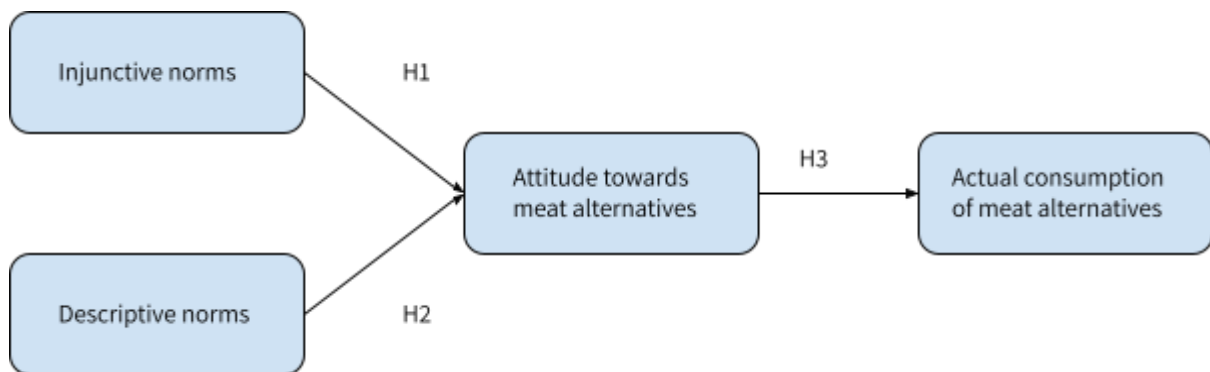 Injunctive norms
H1
Attitude towards
meat alternatives
H3
Actual consumption
of meat alternatives
Descriptive norms
H2